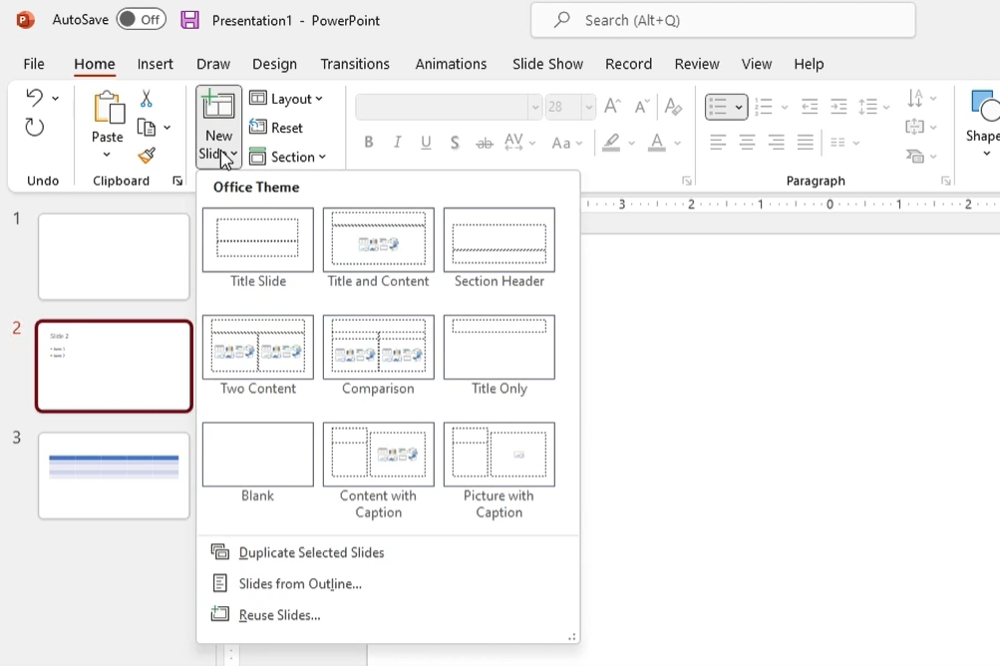 AutoSave Off Presentation1 - PowerPoint Search (Alt+Q)
File Home Insert Draw Design Transitions Animations Slide Show Record Review View Help
Undo
Paste
Clipboard
New
Slide
Layout
Reset
Section
28
B I U S ab AV Aa A
Paragraph
Shape
3 2 1 0 1 2
Office Theme
Title Slide Title and Content Section Header
Two Content Comparison Title Only
Blank Content with Caption Picture with Caption
Duplicate Selected Slides
Slides from Outline...
Reuse Slides...
1
2
Slide 2
3